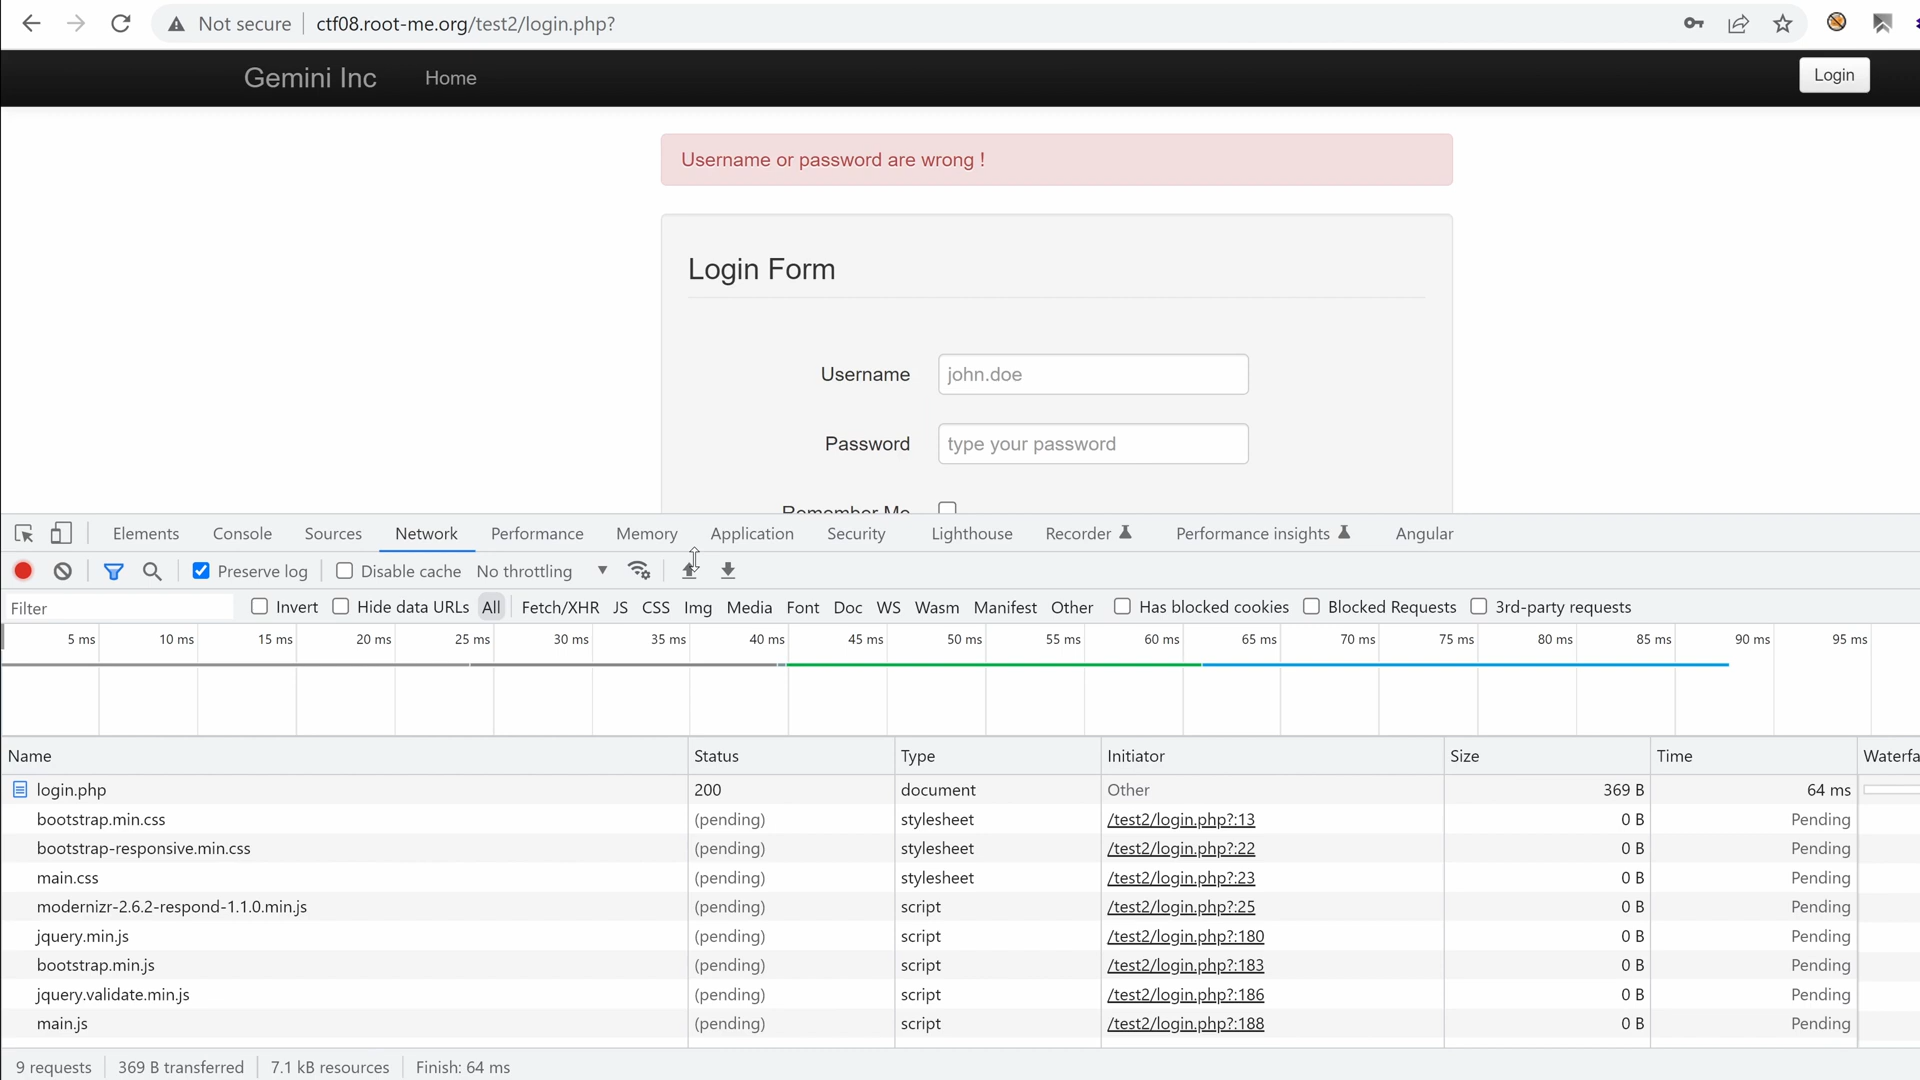 Not secure ctf08.root-me.org/test2/login.php?
Gemini Inc Home Login
Username or password are wrong !
Login Form
Username john.doe
Password type your password
Remember Me
Elements Console Sources Network Performance Memory Application Security Lighthouse Recorder Performance insights Angular
Preserve log Disable cache No throttling
Filter Invert Hide data URLs All Fetch/XHR JS CSS Img Media Font Doc WS Wasm Manifest Other Has blocked cookies Blocked Requests 3rd-party requests
5 ms 10 ms 15 ms 20 ms 25 ms 30 ms 35 ms 40 ms 45 ms 50 ms 55 ms 60 ms 65 ms 70 ms 75 ms 80 ms 85 ms 90 ms 95 ms
Name Status Type Initiator Size Time Waterfa
login.php 200 document Other 369 B 64 ms
bootstrap.min.css (pending) stylesheet /test2/login.php?:13 0 B Pending
bootstrap-responsive.min.css (pending) stylesheet /test2/login.php?:22 0 B Pending
main.css (pending) stylesheet /test2/login.php?:23 0 B Pending
modernizr-2.6.2-respond-1.1.0.min.js (pending) script /test2/login.php?:25 0 B Pending
jquery.min.js (pending) script /test2/login.php?:180 0 B Pending
bootstrap.min.js (pending) script /test2/login.php?:183 0 B Pending
jquery.validate.min.js (pending) script /test2/login.php?:186 0 B Pending
main.js (pending) script /test2/login.php?:188 0 B Pending
9 requests 369 B transferred 7.1 kB resources Finish: 64 ms